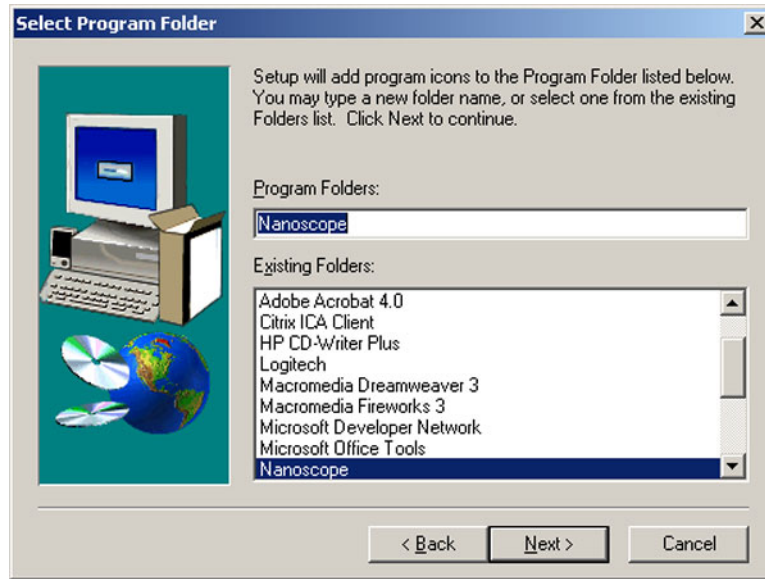 Select Program Folder
Setup will add program icons to the Program Folder listed below.
You may type a new folder name, or select one from the existing
Folders list. Click Next to continue.
Program Folders:
Nanoscope
Existing Folders:
Adobe Acrobat 4.0
Citrix ICA Client
HP CD-Writer Plus
Logitech
Macromedia Dreamweaver 3
Macromedia Fireworks 3
Microsoft Developer Network
Microsoft Office Tools
Nanoscope
< Back
Next >
Cancel